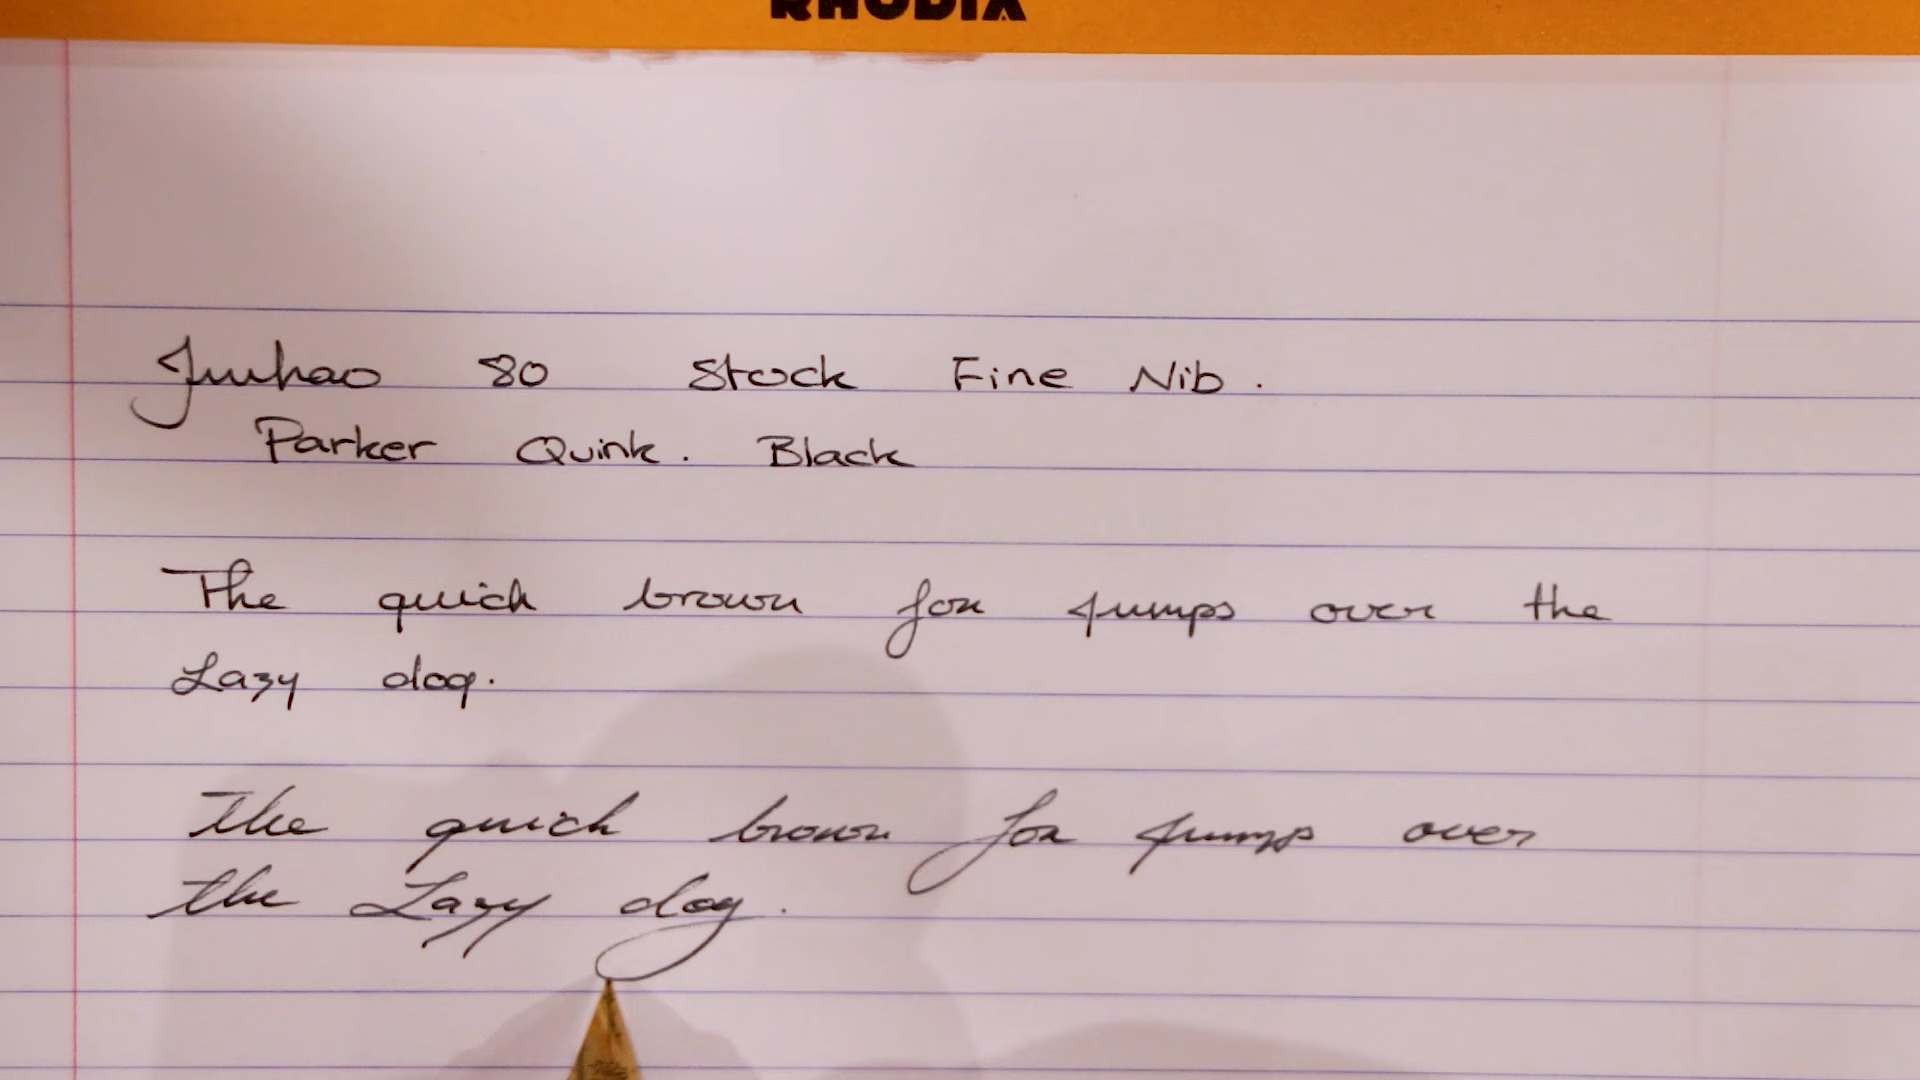 RHODIA
Jinhao 80 Stock Fine Nib.
Parker Quink. Black
The quick brown fox jumps over the
Lazy dog.
The quick brown fox jumps over
the Lazy dog.